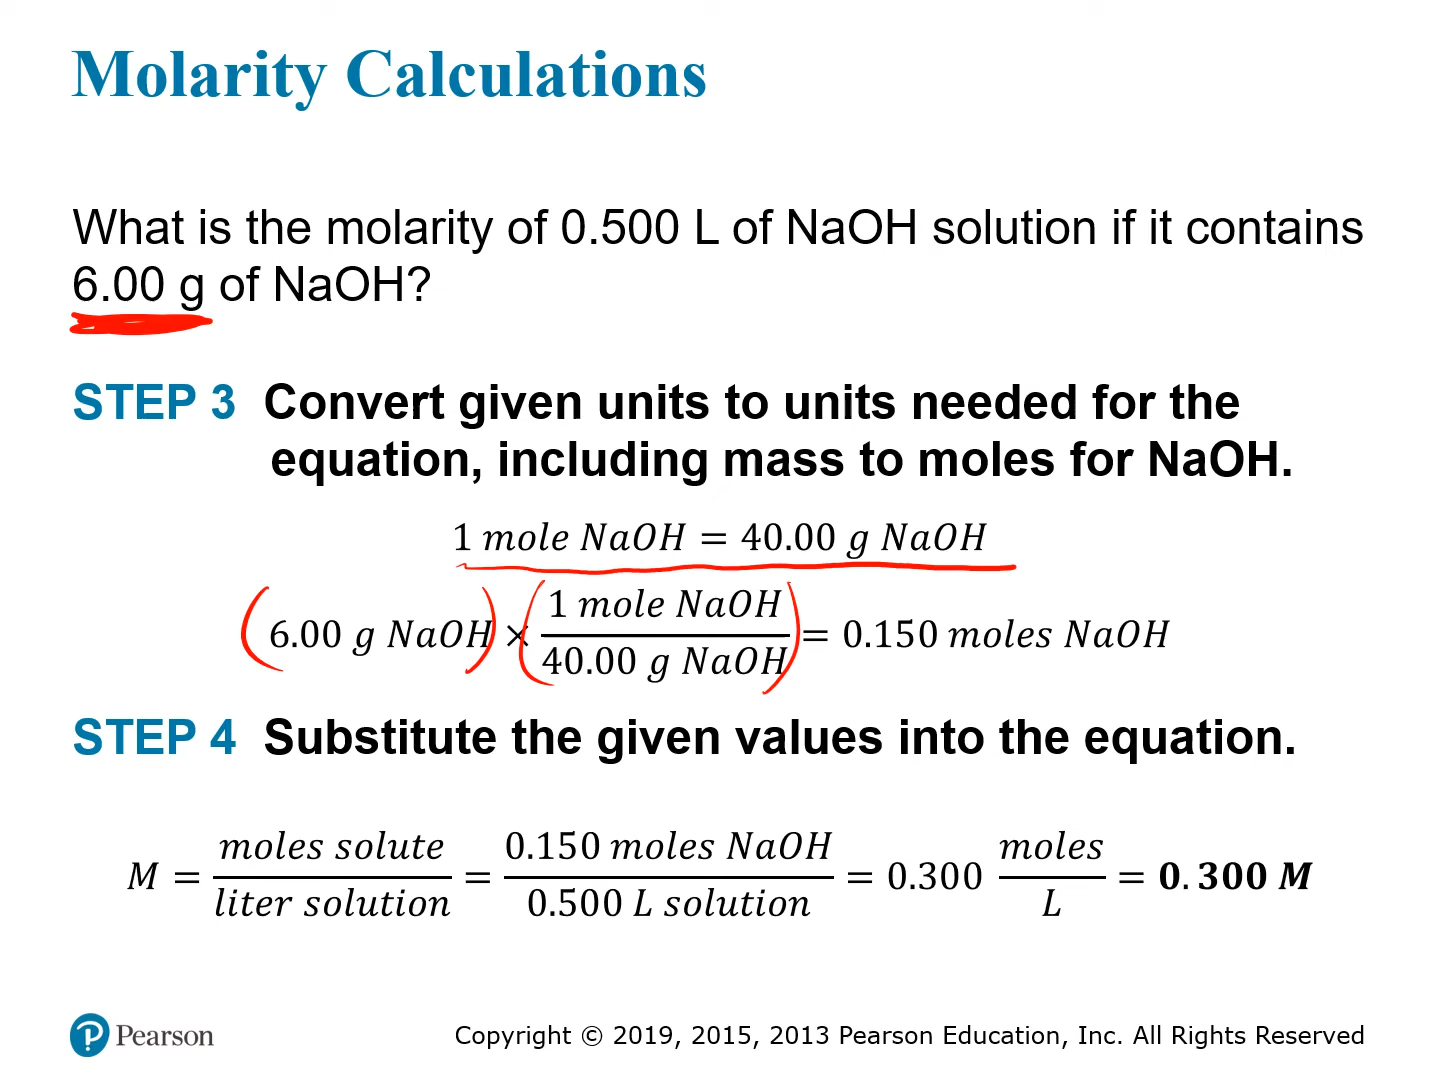 Molarity Calculations
What is the molarity of 0.500 L of NaOH solution if it contains
6.00 g of NaOH?
STEP 3 Convert given units to units needed for the
equation, including mass to moles for NaOH.
1 mole NaOH = 40.00 g NaOH
6.00 g NaOH × 1 mole NaOH / 40.00 g NaOH = 0.150 moles NaOH
STEP 4 Substitute the given values into the equation.
M = moles solute / liter solution = 0.150 moles NaOH / 0.500 L solution = 0.300 moles / L = 0.300 M
Pearson
Copyright © 2019, 2015, 2013 Pearson Education, Inc. All Rights Reserved